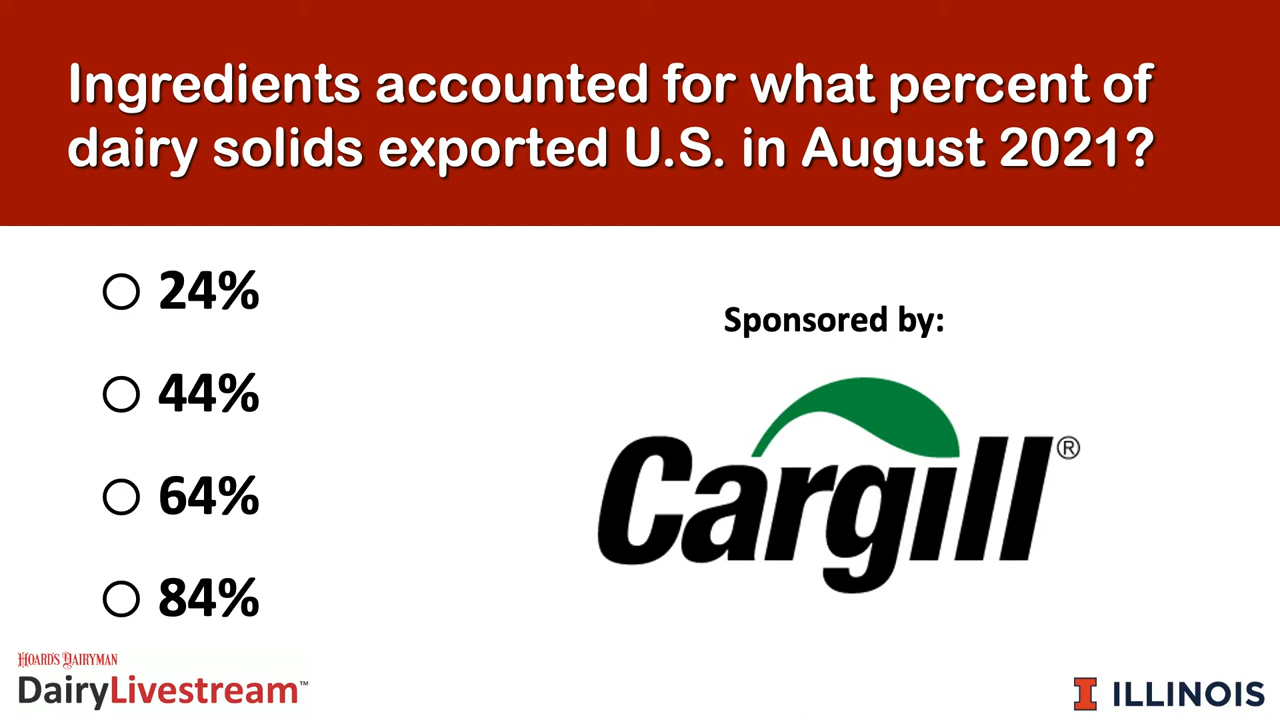 Ingredients accounted for what percent of
dairy solids exported U.S. in August 2021?
24%
44%
64%
84%
Sponsored by:
Cargill®
HOARD'S DAIRYMAN
DairyLivestream™
I ILLINOIS